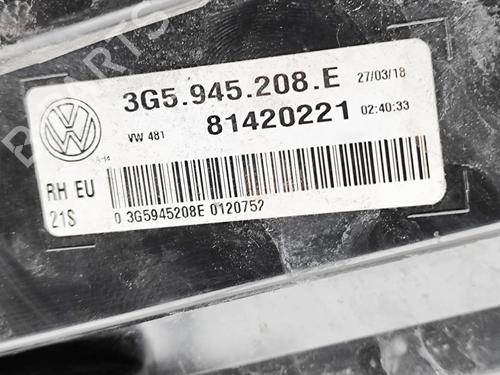 3G5.945.208.E 27/03/18
VW 481 81420221 02:40:33
RH EU
21S 0 3G5945208E 0120752